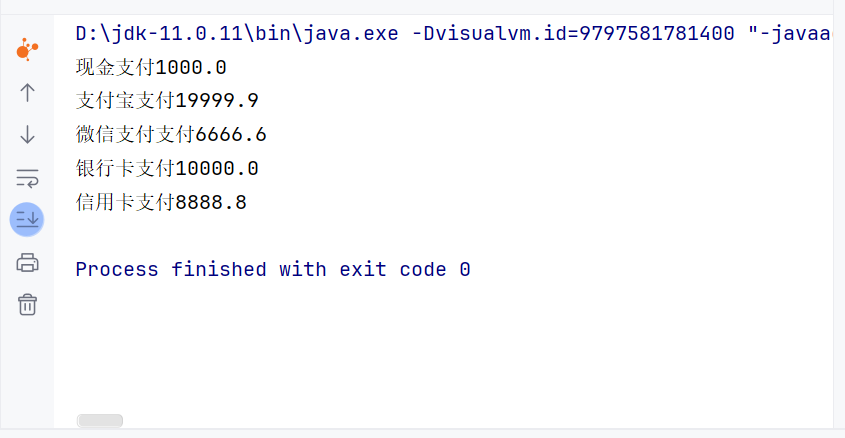 D:\jdk-11.0.11\bin\java.exe -Dvisualvm.id=9797581781400 "-javaa
现金支付1000.0
支付宝支付19999.9
微信支付支付6666.6
银行卡支付10000.0
信用卡支付8888.8
Process finished with exit code 0